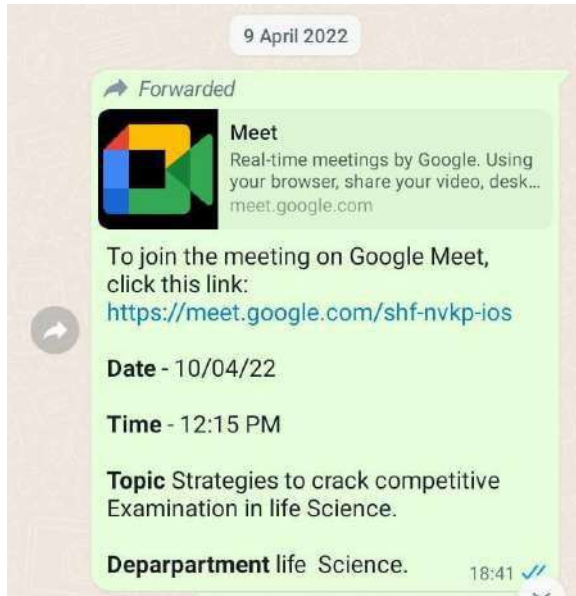 9 April 2022
Forwarded
Meet
Real-time meetings by Google. Using
your browser, share your video, desk...
meet.google.com
To join the meeting on Google Meet,
click this link:
https://meet.google.com/shf-nvkp-ios
Date - 10/04/22
Time - 12:15 PM
Topic Strategies to crack competitive
Examination in life Science.
Deparpartment life Science.
18:41